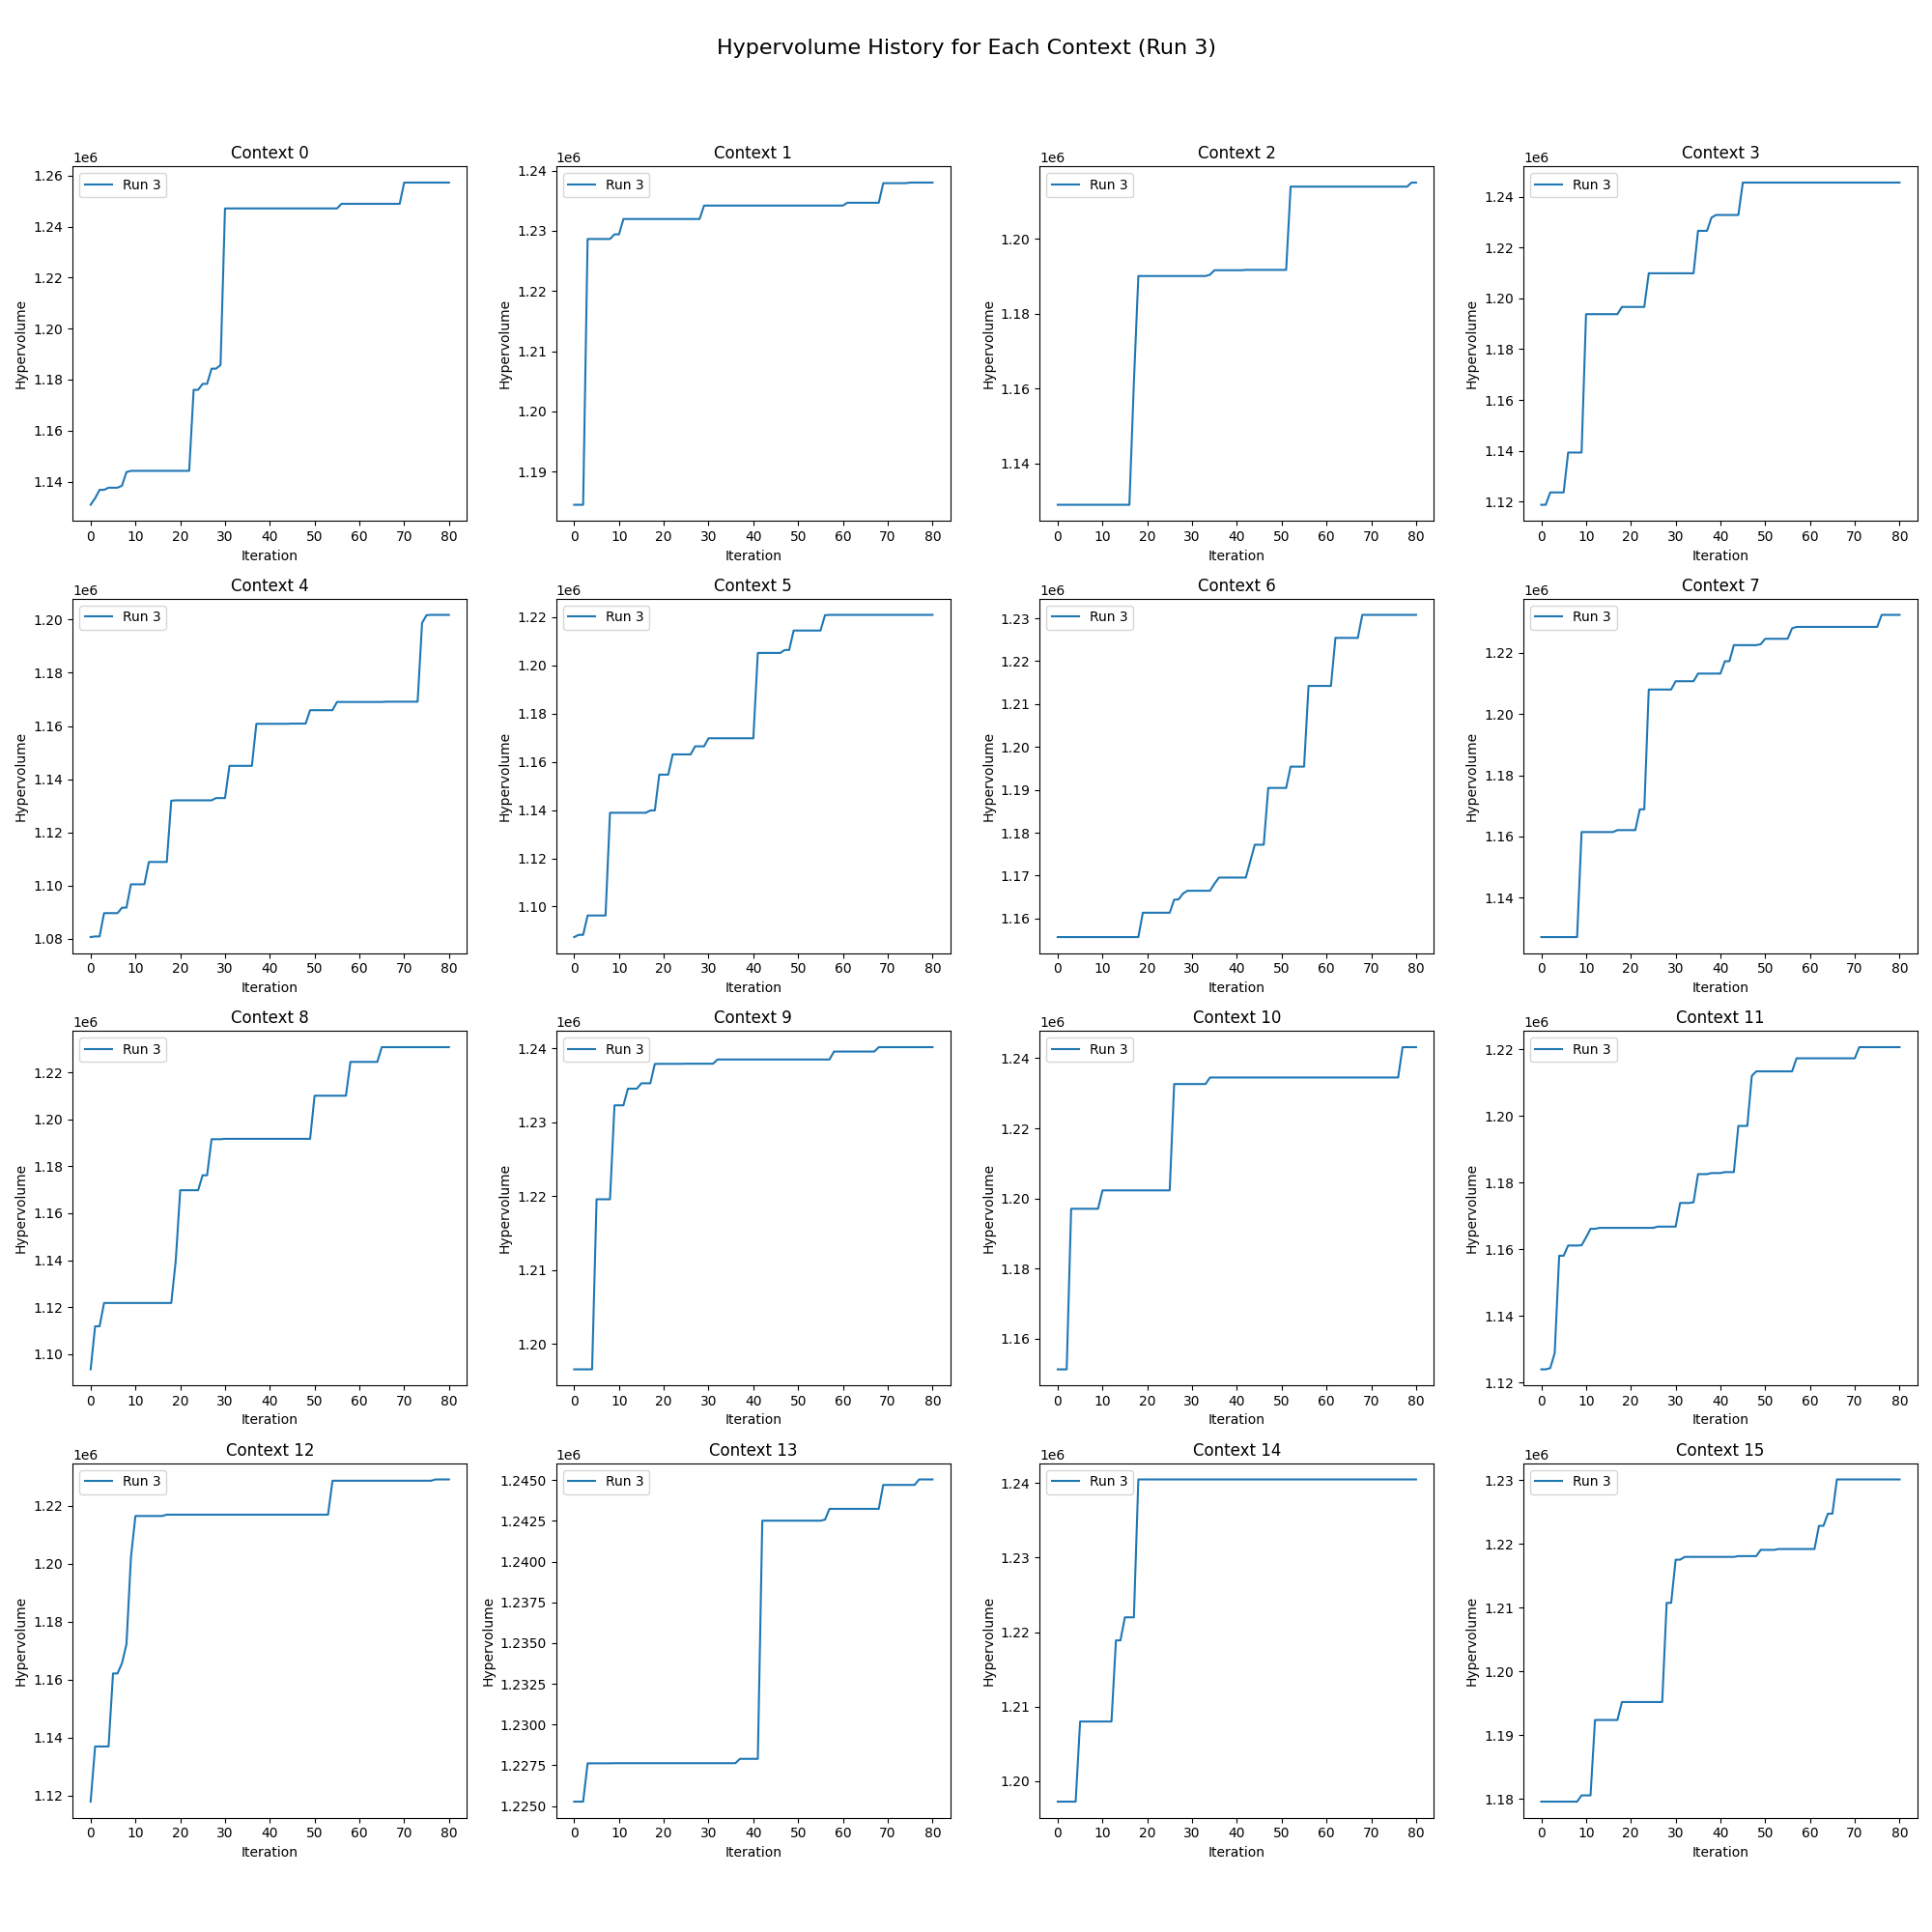 Hypervolume History for Each Context (Run 3)
Context 0
1e6
Run 3
1.26
1.24
1.22
1.20
1.18
1.16
1.14
Hypervolume
0 10 20 30 40 50 60 70 80
Iteration
Context 1
1e6
Run 3
1.24
1.23
1.22
1.21
1.20
1.19
Hypervolume
0 10 20 30 40 50 60 70 80
Iteration
Context 2
1e6
Run 3
1.20
1.18
1.16
1.14
Hypervolume
0 10 20 30 40 50 60 70 80
Iteration
Context 3
1e6
Run 3
1.24
1.22
1.20
1.18
1.16
1.14
1.12
Hypervolume
0 10 20 30 40 50 60 70 80
Iteration
Context 4
1e6
Run 3
1.20
1.18
1.16
1.14
1.12
1.10
1.08
Hypervolume
0 10 20 30 40 50 60 70 80
Iteration
Context 5
1e6
Run 3
1.22
1.20
1.18
1.16
1.14
1.12
1.10
Hypervolume
0 10 20 30 40 50 60 70 80
Iteration
Context 6
1e6
Run 3
1.23
1.22
1.21
1.20
1.19
1.18
1.17
1.16
Hypervolume
0 10 20 30 40 50 60 70 80
Iteration
Context 7
1e6
Run 3
1.22
1.20
1.18
1.16
1.14
Hypervolume
0 10 20 30 40 50 60 70 80
Iteration
Context 8
1e6
Run 3
1.22
1.20
1.18
1.16
1.14
1.12
1.10
Hypervolume
0 10 20 30 40 50 60 70 80
Iteration
Context 9
1e6
Run 3
1.24
1.23
1.22
1.21
1.20
Hypervolume
0 10 20 30 40 50 60 70 80
Iteration
Context 10
1e6
Run 3
1.24
1.22
1.20
1.18
1.16
Hypervolume
0 10 20 30 40 50 60 70 80
Iteration
Context 11
1e6
Run 3
1.22
1.20
1.18
1.16
1.14
1.12
Hypervolume
0 10 20 30 40 50 60 70 80
Iteration
Context 12
1e6
Run 3
1.22
1.20
1.18
1.16
1.14
1.12
Hypervolume
0 10 20 30 40 50 60 70 80
Iteration
Context 13
1e6
Run 3
1.2450
1.2425
1.2400
1.2375
1.2350
1.2325
1.2300
1.2275
1.2250
Hypervolume
0 10 20 30 40 50 60 70 80
Iteration
Context 14
1e6
Run 3
1.24
1.23
1.22
1.21
1.20
Hypervolume
0 10 20 30 40 50 60 70 80
Iteration
Context 15
1e6
Run 3
1.23
1.22
1.21
1.20
1.19
1.18
Hypervolume
0 10 20 30 40 50 60 70 80
Iteration